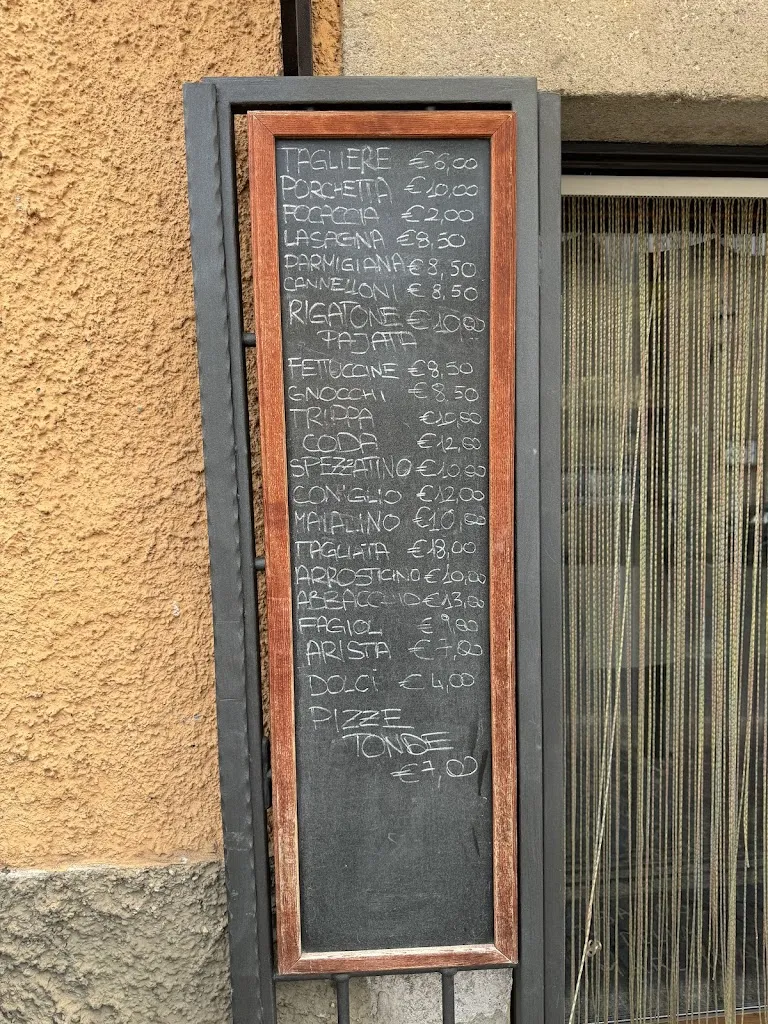 TAGLIERE €6,00
PORCHETTA €10,00
FOCACCIA €2,00
LASAGNA €8,50
PARMIGIANA €8,50
CANNELLONI €8,50
RIGATONE €10,00
PAJATA
FETTUCCINE €8,50
GNOCCHI €8.50
TRIPPA €10,00
CODA €12,00
SPEZZATINO €10,00
CONIGLIO €12,00
MAIALINO €10,00
TAGLIATA €18,00
ARROSTICINO €10,00
ABBACCHIO €13,00
FAGIOL €
ARISTA €7,00
DOLCI €4,00
PIZZE
TONDE
€7,00